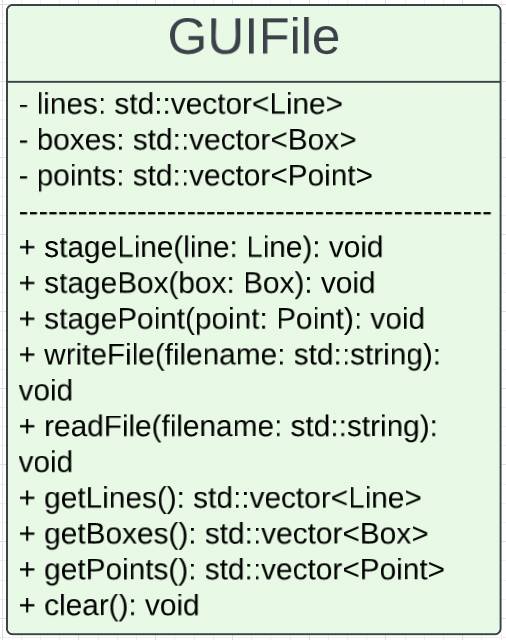 GUIFile
- lines: std::vector<Line>
- boxes: std::vector<Box>
- points: std::vector<Point>
------------------------------------------------
+ stageLine(line: Line): void
+ stageBox(box: Box): void
+ stagePoint(point: Point): void
+ writeFile(filename: std::string):
void
+ readFile(filename: std::string):
void
+ getLines(): std::vector<Line>
+ getBoxes(): std::vector<Box>
+ getPoints(): std::vector<Point>
+ clear(): void